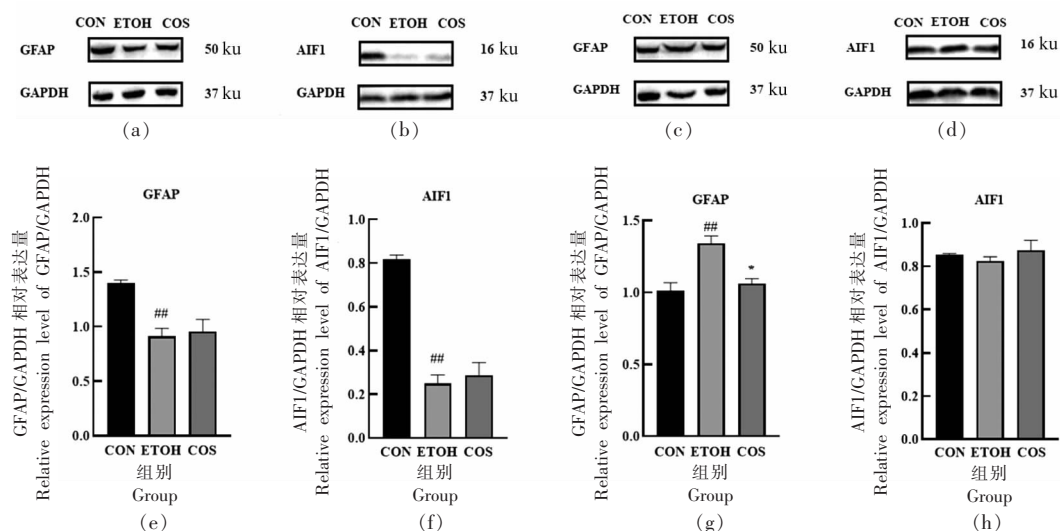 CON ETOH COS
GFAP 50 ku
GAPDH 37 ku
(a)
CON ETOH COS
AIF1 16 ku
GAPDH 37 ku
(b)
CON ETOH COS
GFAP 50 ku
GAPDH 37 ku
(c)
CON ETOH COS
AIF1 16 ku
GAPDH 37 ku
(d)
GFAP/GAPDH 相对表达量
Relative expression level of GFAP/GAPDH
GFAP
2.0
1.5
1.0
0.5
0.0
##
CON ETOH COS
组别
Group
(e)
AIF1/GAPDH 相对表达量
Relative expression level of AIF1/GAPDH
AIF1
1.0
0.8
0.6
0.4
0.2
0.0
##
CON ETOH COS
组别
Group
(f)
GFAP/GAPDH 相对表达量
Relative expression level of GFAP/GAPDH
GFAP
1.5
1.0
0.5
0.0
##
*
CON ETOH COS
组别
Group
(g)
AIF1/GAPDH 相对表达量
Relative expression level of AIF1/GAPDH
AIF1
1.0
0.8
0.6
0.4
0.2
0.0
CON ETOH COS
组别
Group
(h)